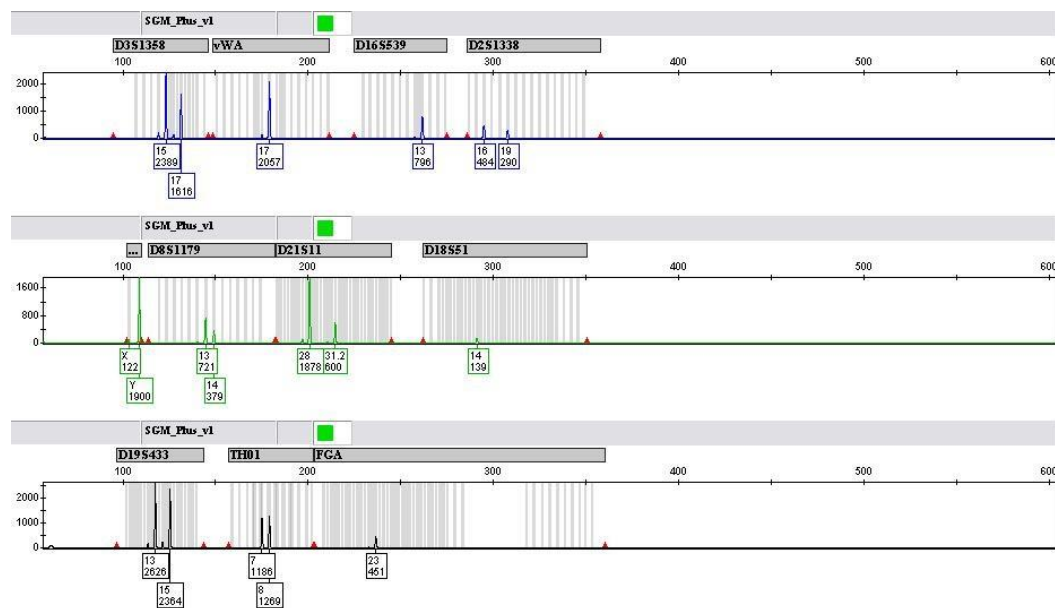 SGM_Plus_v1
D3S1358 vWA D16S539 D2S1338
100 200 300 400 500 600
2000
1000
0
15 17 13 16 19
2389 2057 796 484 290
17
1616
SGM_Plus_v1
... D8S1179 D21S11 D18S51
100 200 300 400 500 600
1600
800
0
X 13 28 31.2 14
122 721 1878 600 139
Y 14
1900 379
SGM_Plus_v1
D19S433 TH01 FGA
100 200 300 400 500 600
2000
1000
0
13 7 23
2626 1186 451
15 8
2364 1269